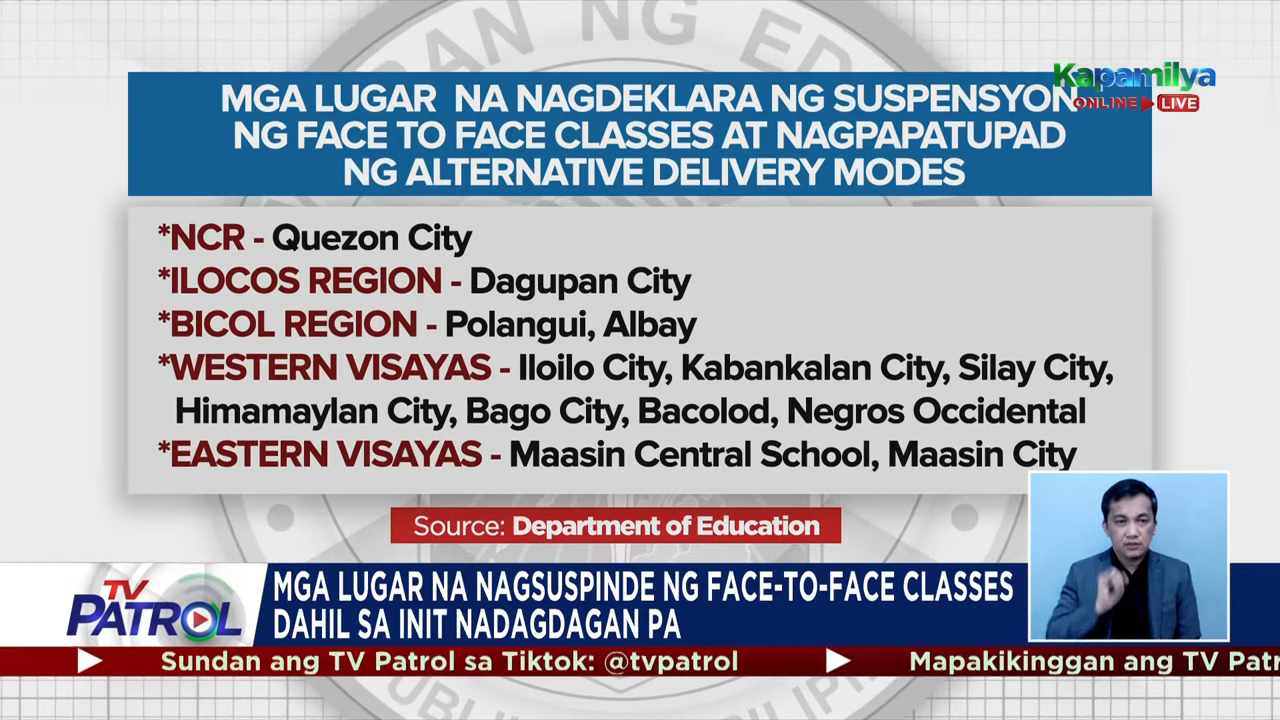 Kapamilya
ONLINE LIVE
MGA LUGAR NA NAGDEKLARA NG SUSPENSYON
NG FACE TO FACE CLASSES AT NAGPAPATUPAD
NG ALTERNATIVE DELIVERY MODES
*NCR - Quezon City
*ILOCOS REGION - Dagupan City
*BICOL REGION - Polangui, Albay
*WESTERN VISAYAS - Iloilo City, Kabankalan City, Silay City,
Himamaylan City, Bago City, Bacolod, Negros Occidental
*EASTERN VISAYAS - Maasin Central School, Maasin City
Source: Department of Education
TV PATROL
MGA LUGAR NA NAGSUSPINDE NG FACE-TO-FACE CLASSES
DAHIL SA INIT NADAGDAGAN PA
Sundan ang TV Patrol sa Tiktok: @tvpatrol Mapakikinggan ang TV Patr